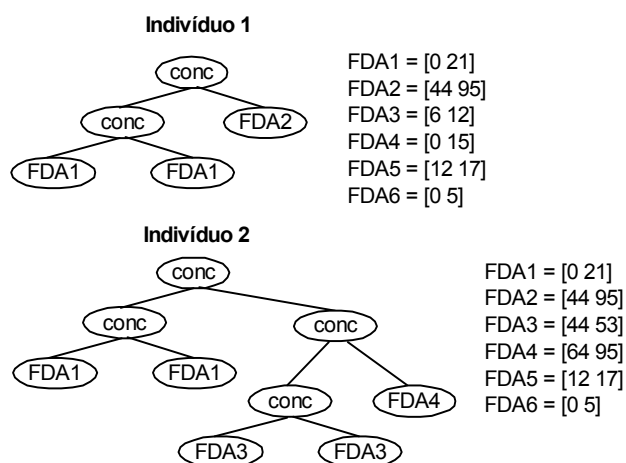 Indivíduo 1
conc
conc
FDA2
FDA1
FDA1
FDA1 = [0 21]
FDA2 = [44 95]
FDA3 = [6 12]
FDA4 = [0 15]
FDA5 = [12 17]
FDA6 = [0 5]
Indivíduo 2
conc
conc
conc
FDA1
FDA1
conc
FDA4
FDA3
FDA3
FDA1 = [0 21]
FDA2 = [44 95]
FDA3 = [44 53]
FDA4 = [64 95]
FDA5 = [12 17]
FDA6 = [0 5]